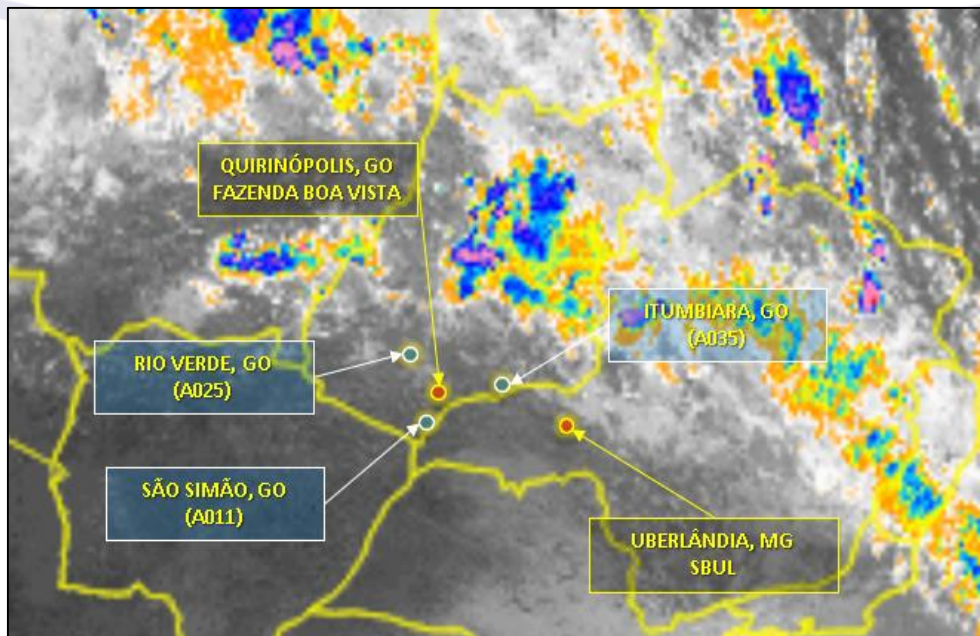 QUIRINÓPOLIS, GO
FAZENDA BOA VISTA
ITUMBIARA, GO
(A035)
RIO VERDE, GO
(A025)
SÃO SIMÃO, GO
(A011)
UBERLÂNDIA, MG
SBUL